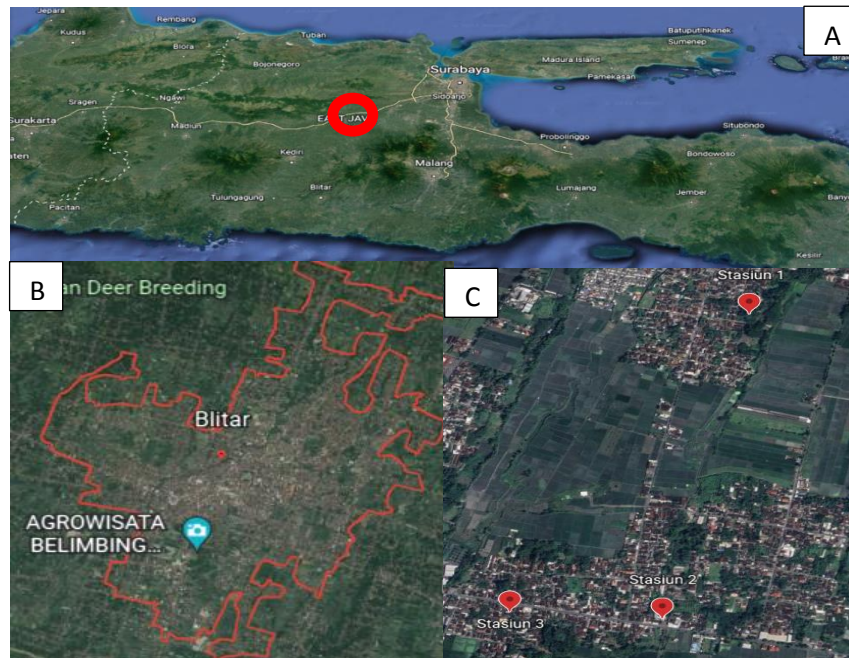 Jepara
Rembang
Kudus
Tuban
Blora
Bojonegoro
Batuputihkenek
Sumenep
Madura Island
Pamekasan
A
Surabaya
Sidoarjo
Sragen
Ngawi
Surakarta
Madiun
Kediri
Malang
Probolinggo
Situbondo
Bondowoso
Blitar
Tulungagung
Pacitan
Lumajang
Jember
Kesilir
B
an Deer Breeding
Blitar
AGROWISATA
BELIMBING...
C
Stasiun 1
Stasiun 2
Stasiun 3